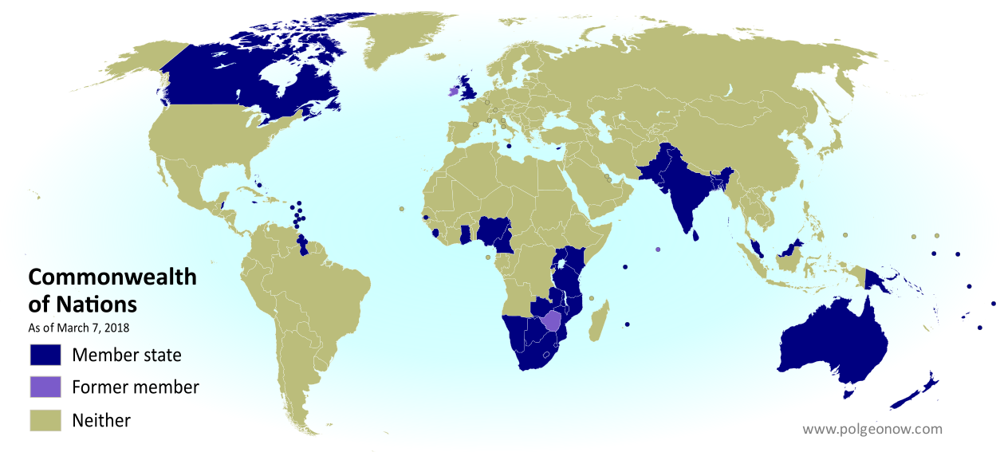 Commonwealth
of Nations
As of March 7, 2018
Member state
Former member
Neither
www.polgeonow.com